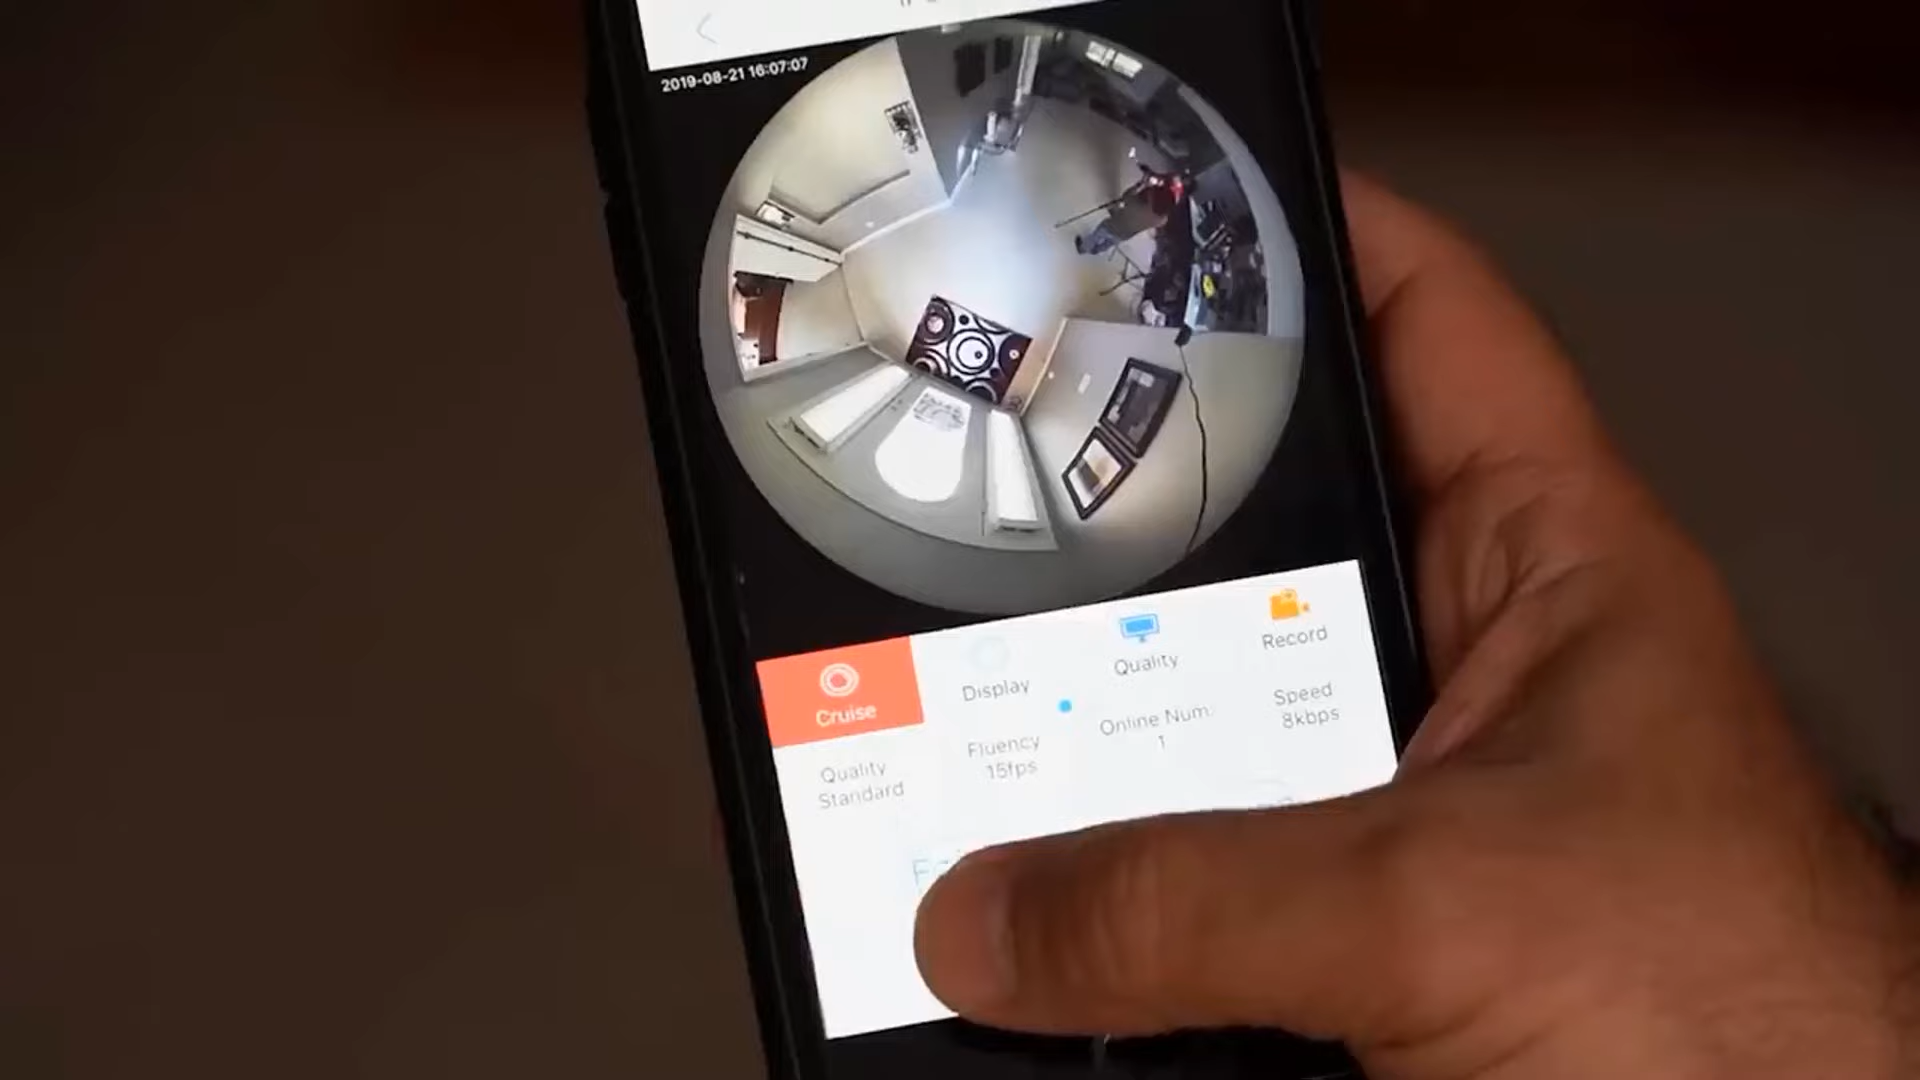 2019-08-21 16:07:07
Cruise
Display
Quality
Record
Quality
Standard
Fluency
15fps
Online Num.
1
Speed
8kbps